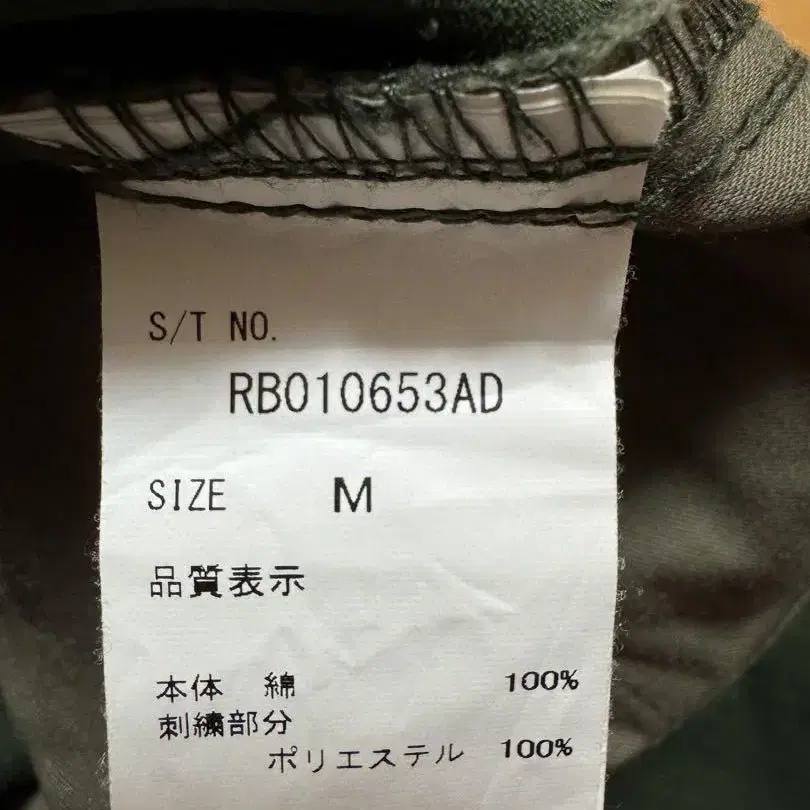 S/T NO.
RB010653AD
SIZE M
品質表示
本体 綿 100%
刺繍部分
ポリエステル 100%